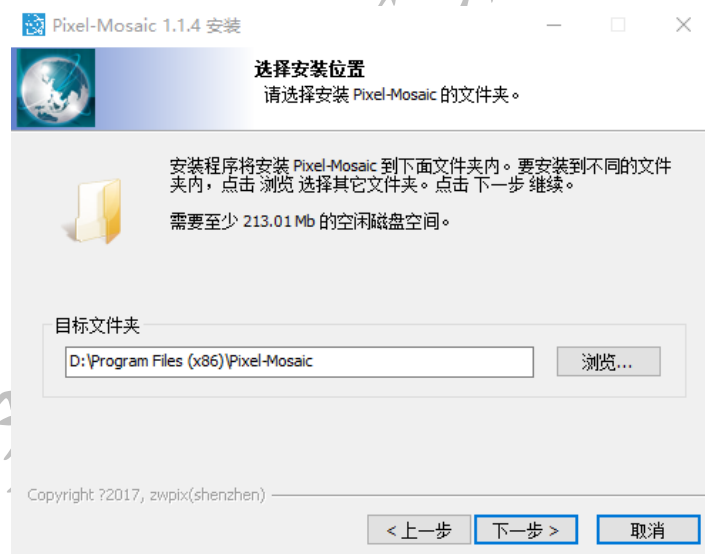 Pixel-Mosaic 1.1.4 安装
选择安装位置
请选择安装 Pixel-Mosaic 的文件夹。
安装程序将安装 Pixel-Mosaic 到下面文件夹内。要安装到不同的文件
夹内，点击 浏览 选择其它文件夹。点击 下一步 继续。
需要至少 213.01 Mb 的空闲磁盘空间。
目标文件夹
D:\Program Files (x86)\Pixel-Mosaic
浏览...
Copyright ?2017, zwpix(shenzhen)
< 上一步
下一步 >
取消